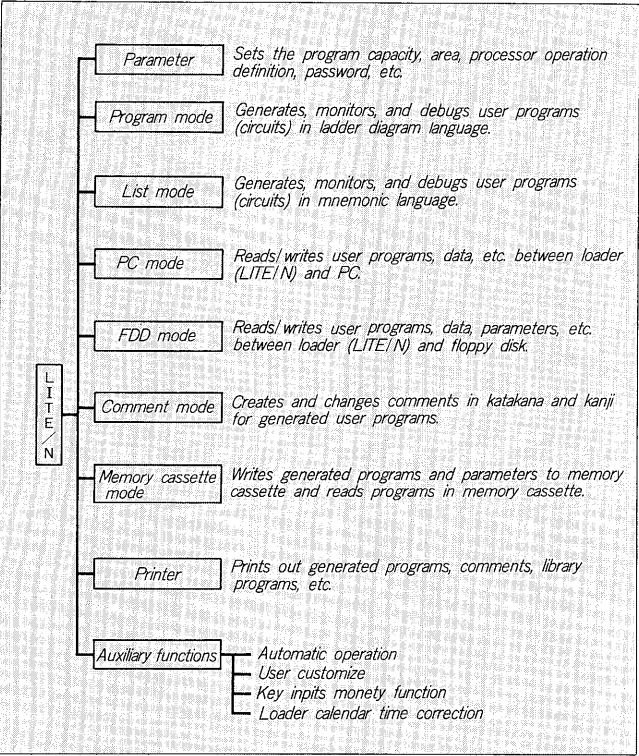 Parameter
Sets the program capacity, area, processor operation
definition, password, etc.
Program mode
Generates, monitors, and debugs user programs
(circuits) in ladder diagram language.
List mode
Generates, monitors, and debugs user programs
(circuits) in mnemonic language.
PC mode
Reads/writes user programs, data, etc. between loader
(LITE/N) and PC.
FDD mode
Reads/writes user programs, data, parameters, etc.
between loader (LITE/N) and floppy disk.
LITE/N
Comment mode
Creates and changes comments in katakana and kanji
for generated user programs.
Memory cassette
mode
Writes generated programs and parameters to memory
cassette and reads programs in memory cassette.
Printer
Prints out generated programs, comments, library
programs, etc.
Auxiliary functions
Automatic operation
User customize
Key inpits monety function
Loader calendar time correction